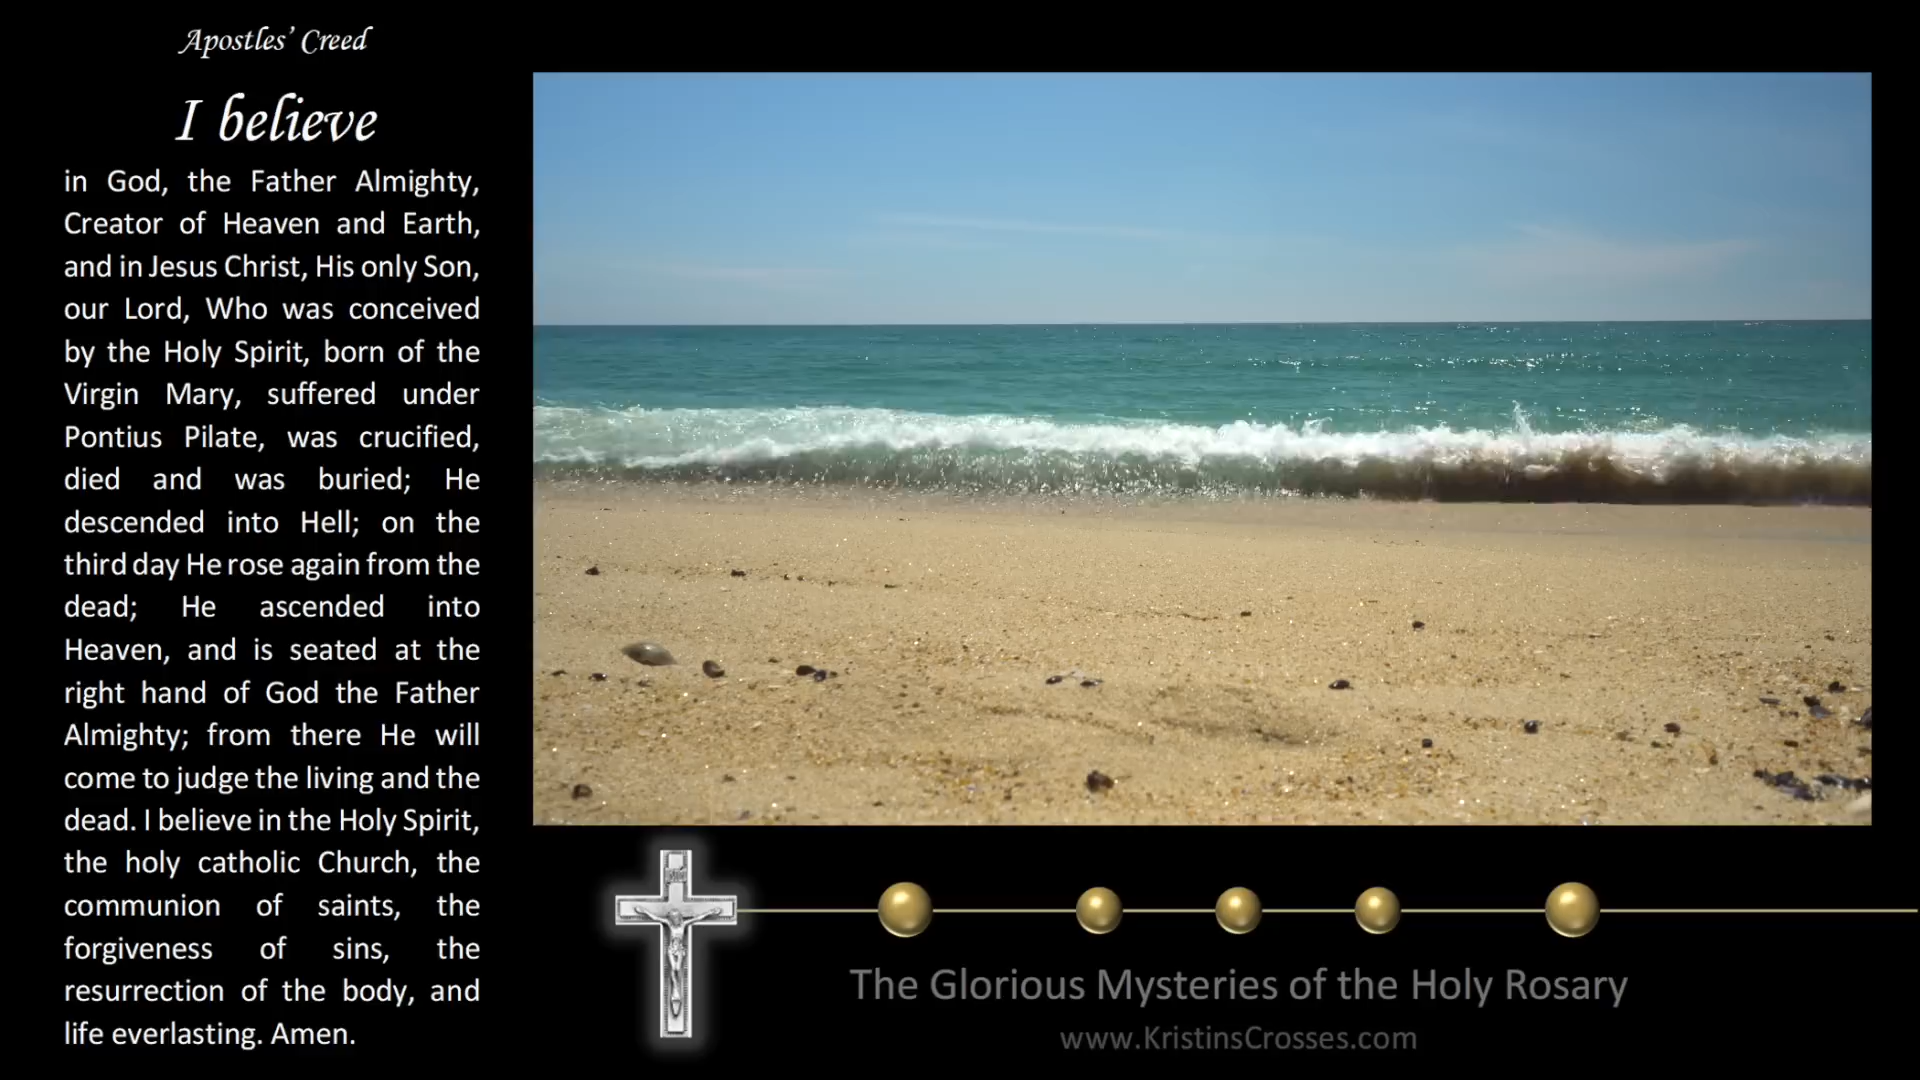 Apostles' Creed
I believe
in God, the Father Almighty,
Creator of Heaven and Earth,
and in Jesus Christ, His only Son,
our Lord, Who was conceived
by the Holy Spirit, born of the
Virgin Mary, suffered under
Pontius Pilate, was crucified,
died and was buried; He
descended into Hell; on the
third day He rose again from the
dead; He ascended into
Heaven, and is seated at the
right hand of God the Father
Almighty; from there He will
come to judge the living and the
dead. I believe in the Holy Spirit,
the holy catholic Church, the
communion of saints, the
forgiveness of sins, the
resurrection of the body, and
life everlasting. Amen.
The Glorious Mysteries of the Holy Rosary
www.KristinsCrosses.com